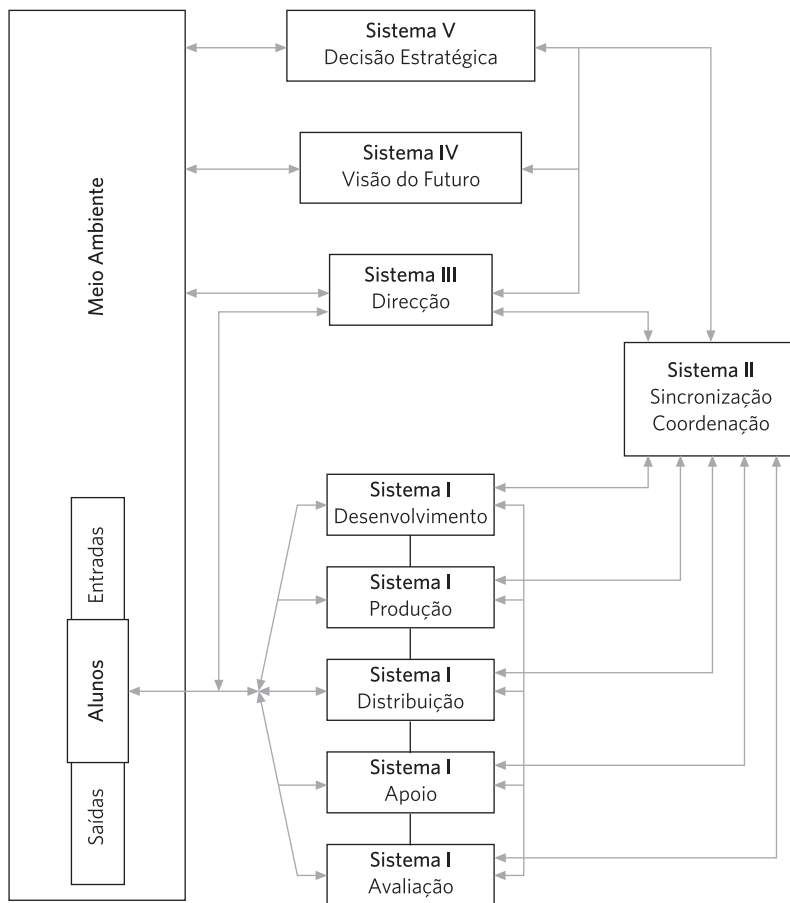 Sistema V
Decisão Estratégica
Sistema IV
Visão do Futuro
Meio Ambiente
Sistema III
Direcção
Sistema II
Sincronização
Coordenação
Sistema I
Desenvolvimento
Entradas
Sistema I
Produção
Alunos
Sistema I
Distribuição
Sistema I
Apoio
Saídas
Sistema I
Avaliação